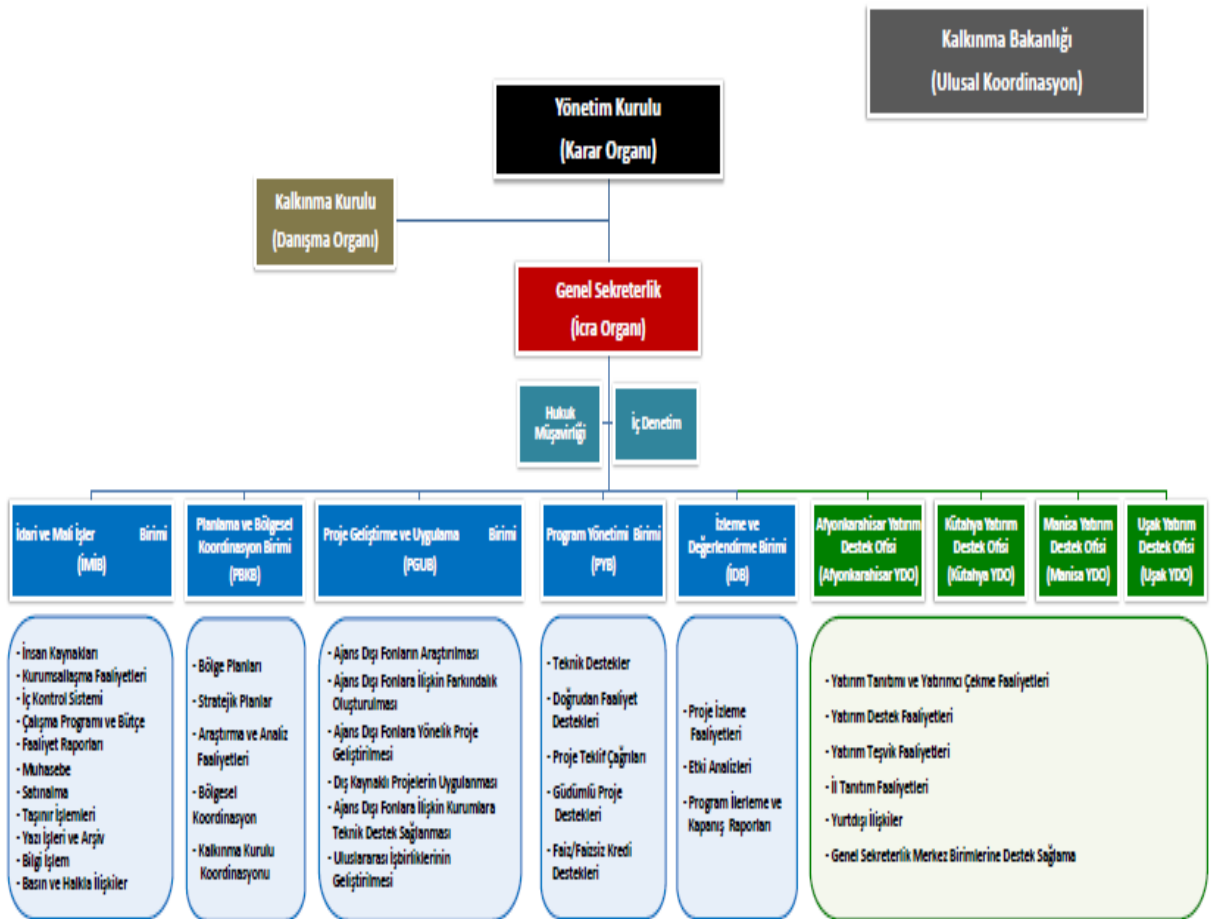 Kalkınma Bakanlığı
(Ulusal Koordinasyon)
Yönetim Kurulu
(Karar Organı)
Kalkınma Kurulu
(Danışma Organı)
Genel Sekreterlik
(İcra Organı)
Hukuk
Müşavirliği
İç Denetim
İdari ve Mali İşler Birimi
(İMİB)
Planlama ve Bölgesel
Koordinasyon Birimi
(PBKB)
Proje Geliştirme ve Uygulama Birimi
(PGUB)
Program Yönetimi Birimi
(PYB)
İzleme ve
Değerlendirme Birimi
(İDB)
Afyonkarahisar Yatırım
Destek Ofisi
(Afyonkarahisar YDO)
Kütahya Yatırım
Destek Ofisi
(Kütahya YDO)
Manisa Yatırım
Destek Ofisi
(Manisa YDO)
Uşak Yatırım
Destek Ofisi
(Uşak YDO)
- İnsan Kaynakları
- Kurumsallaşma Faaliyetleri
- İç Kontrol Sistemi
- Çalışma Programı ve Bütçe
- Faaliyet Raporları
- Muhasebe
- Satınalma
- Taşınır İşlemleri
- Yazı İşleri ve Arşiv
- Bilgi İşlem
- Basın ve Halkla İlişkiler
- Bölge Planları
- Stratejik Planlar
- Araştırma ve Analiz
Faaliyetleri
- Bölgesel
Koordinasyon
- Kalkınma Kurulu
Koordinasyonu
- Ajans Dışı Fonların Araştırılması
- Ajans Dışı Fonlara İlişkin Farkındalık
Oluşturulması
- Ajans Dışı Fonlara Yönelik Proje
Geliştirilmesi
- Dış Kaynaklı Projelerin Uygulanması
- Ajans Dışı Fonlara İlişkin Kurumlara
Teknik Destek Sağlanması
- Uluslararası İşbirliklerinin
Geliştirilmesi
- Teknik Destekler
- Doğrudan Faaliyet
Destekleri
- Proje Teklif Çağrıları
- Güdümlü Proje
Destekleri
- Faiz/Faizsiz Kredi
Destekleri
- Proje İzleme
Faaliyetleri
- Etki Analizleri
- Program İlerleme ve
Kapanış Raporları
- Yatırım Tanıtımı ve Yatırımcı Çekme Faaliyetleri
- Yatırım Destek Faaliyetleri
- Yatırım Teşvik Faaliyetleri
- İl Tanıtım Faaliyetleri
- Yurtdışı İlişkiler
- Genel Sekreterlik Merkez Birimlerine Destek Sağlama